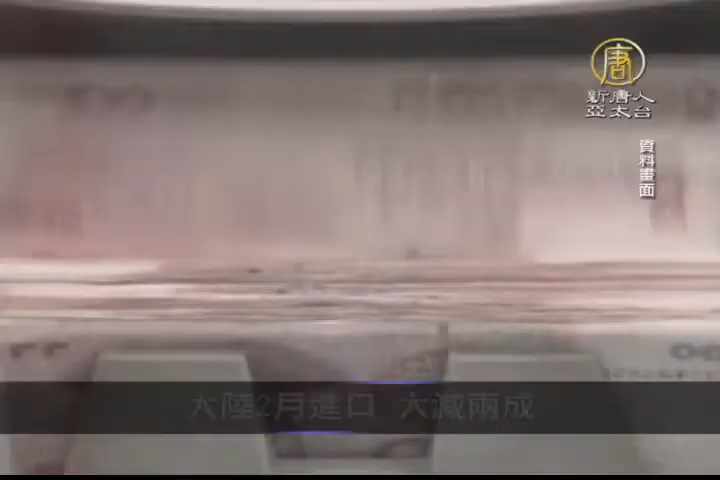 唐
新唐人
亞太台
資料畫面
大陸2月進口 大減兩成